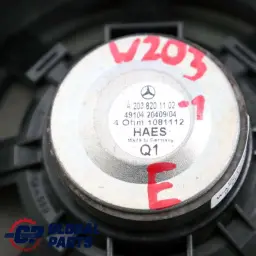 W203
A 203 820 11 02
49104 20409/04
-1
4 Ohm 1081112
HAES
Made in Germany
Q1
E
GLOBAL
PARTS